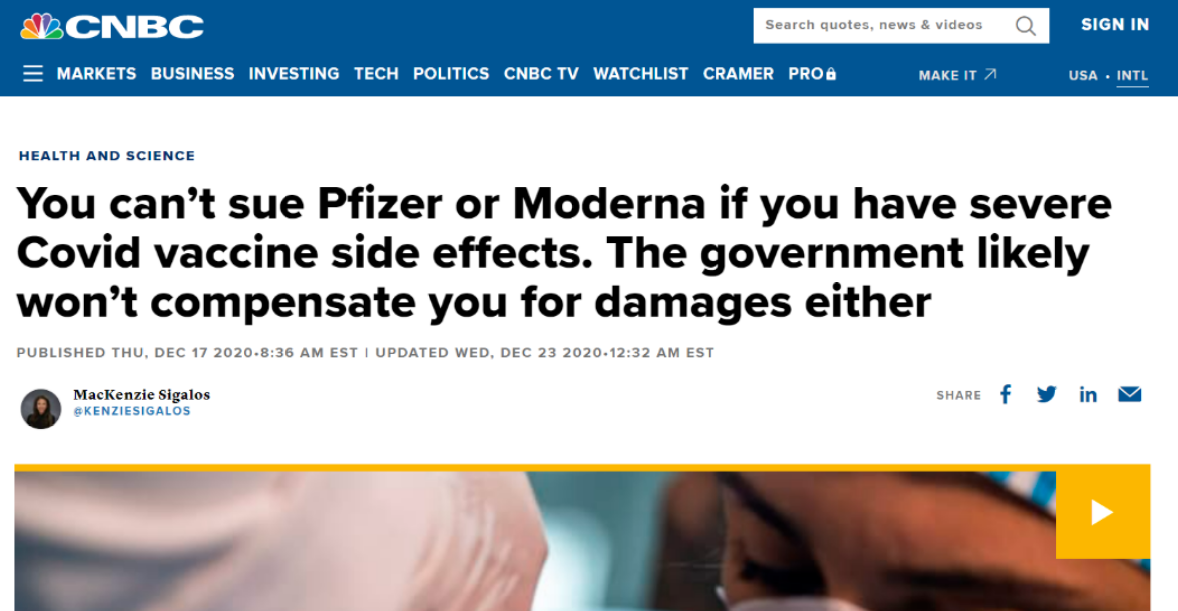 CNBC
Search quotes, news & videos
SIGN IN
MARKETS BUSINESS INVESTING TECH POLITICS CNBC TV WATCHLIST CRAMER PRO
MAKE IT
USA • INTL
HEALTH AND SCIENCE
You can’t sue Pfizer or Moderna if you have severe
Covid vaccine side effects. The government likely
won’t compensate you for damages either
PUBLISHED THU, DEC 17 2020•8:36 AM EST | UPDATED WED, DEC 23 2020•12:32 AM EST
MacKenzie Sigalos
@KENZIESIGALOS
SHARE